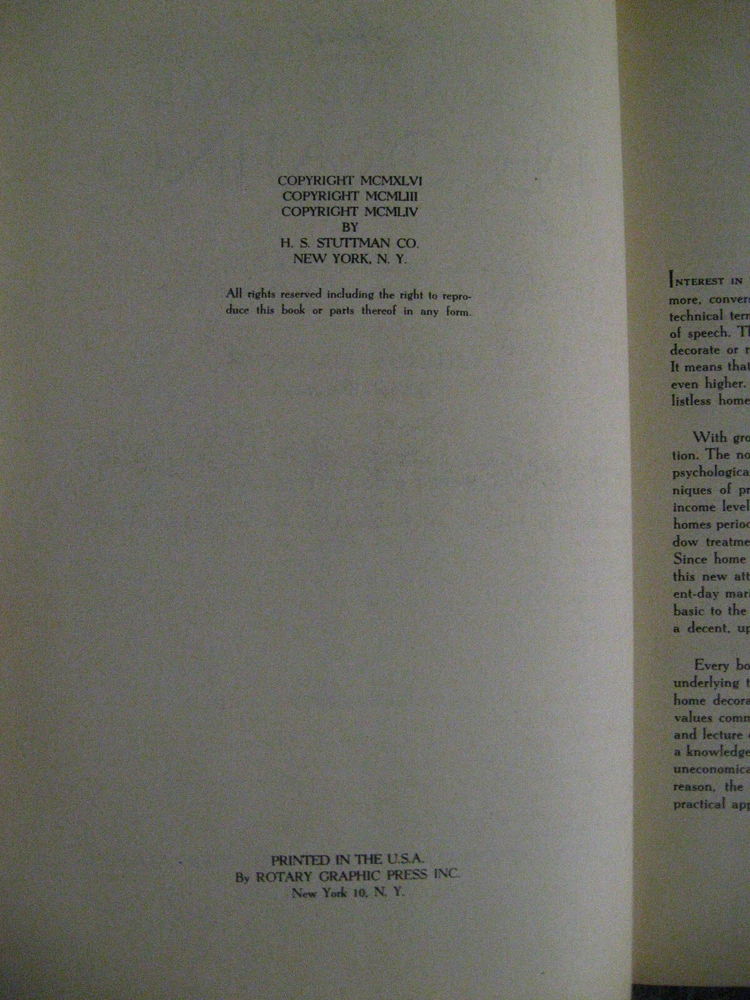 COPYRIGHT MCMXLVI
COPYRIGHT MCMLIII
COPYRIGHT MCMLIV
BY
H. S. STUTTMAN CO.
NEW YORK, N. Y.
All rights reserved including the right to repro-
duce this book or parts thereof in any form.
PRINTED IN THE U.S.A.
By ROTARY GRAPHIC PRESS INC.
New York 10, N. Y.
INTEREST IN
more, convers
technical term
of speech. Th
decorate or r
It means that
even higher.
listless home
With gro
tion. The no
psychologica
niques of pr
income level
homes period
dow treatme
Since home
this new att
ent-day mar
basic to the
a decent, up
Every bo
underlying t
home decora
values comm
and lecture
a knowledge
uneconomica
reason, the
practical app